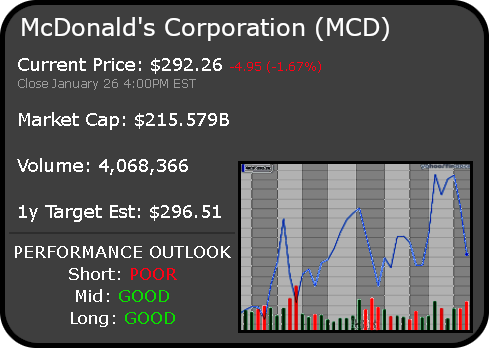 McDonald's Corporation (MCD)
Current Price: $292.26 -4.95 (-1.67%)
Close January 26 4:00PM EST
Market Cap: $215.579B
Volume: 4,068,366
1y Target Est: $296.51
PERFORMANCE OUTLOOK
Short: POOR
Mid: GOOD
Long: GOOD